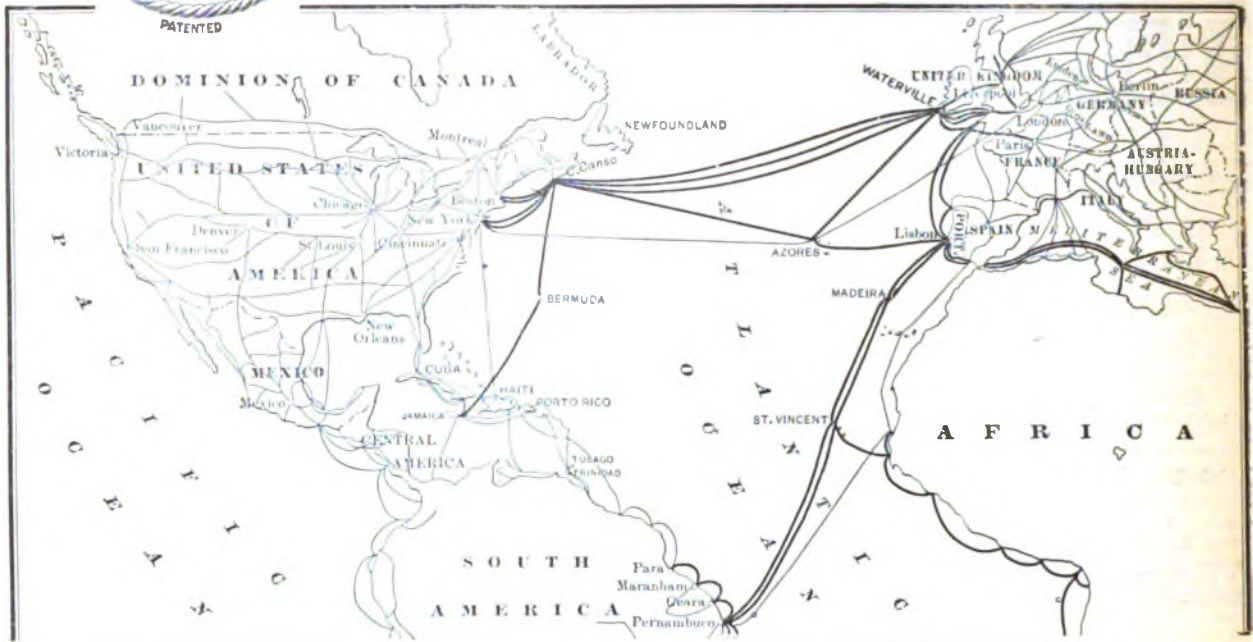 PATENTED
DOMINION OF CANADA
LABRADOR
NEWFOUNDLAND
Vancouver
Victoria
Montreal
C. Canso
UNITED STATES
OF
AMERICA
Chicago
Boston
New York
Denver
San Francisco
St Louis
Cincinnati
New
Orleans
MEXICO
Mexico
CUBA
HAITI
PORTO RICO
JAMAICA
BERMUDA
CENTRAL
AMERICA
TOBAGO
TRINIDAD
PACIFIC
OCEAN
ATLANTIC
OCEAN
WATERVILLE
UNITED KINGDOM
Liverpool
London
Emden
Berlin
GERMANY
RUSSIA
Paris
FRANCE
AUSTRIA-
HUNGARY
ITALY
Lisbon
PORT.
SPAIN
MEDITERRANEAN
SEA
AZORES
MADEIRA
ST. VINCENT
AFRICA
SOUTH
AMERICA
Para
Maranham
Ceara
Pernambuco